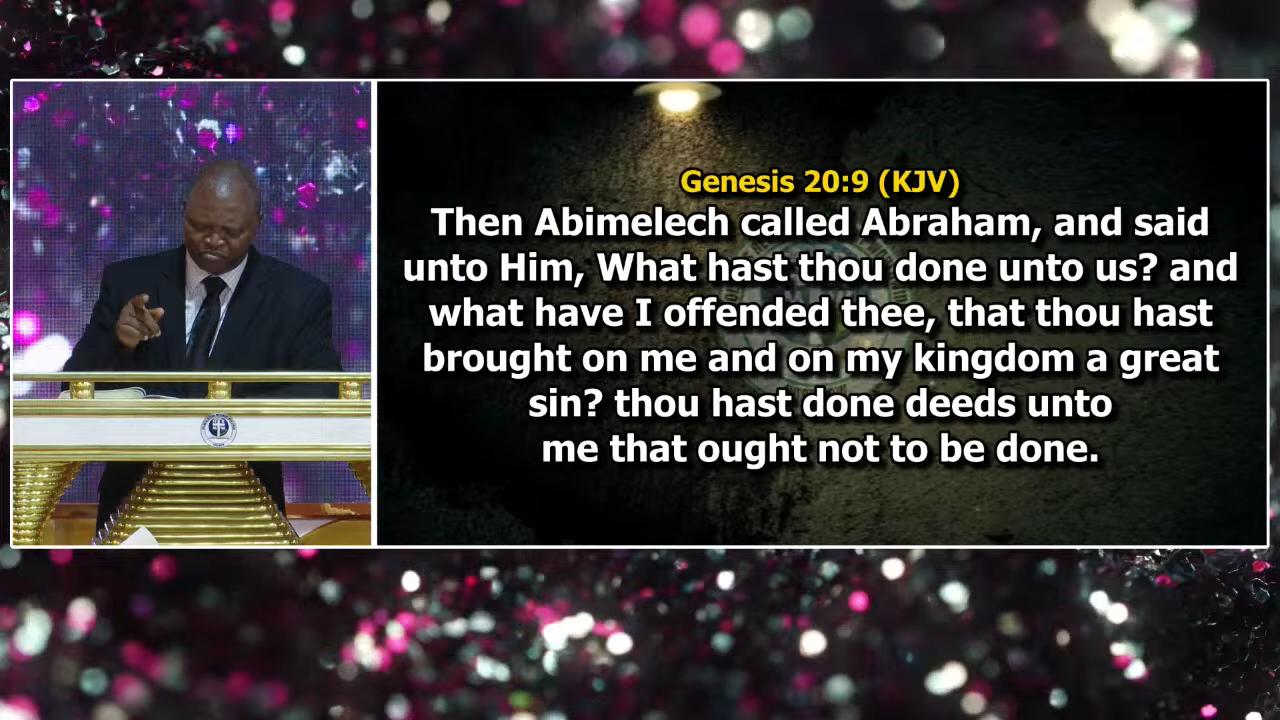 Genesis 20:9 (KJV)
Then Abimelech called Abraham, and said
unto Him, What hast thou done unto us? and
what have I offended thee, that thou hast
brought on me and on my kingdom a great
sin? thou hast done deeds unto
me that ought not to be done.